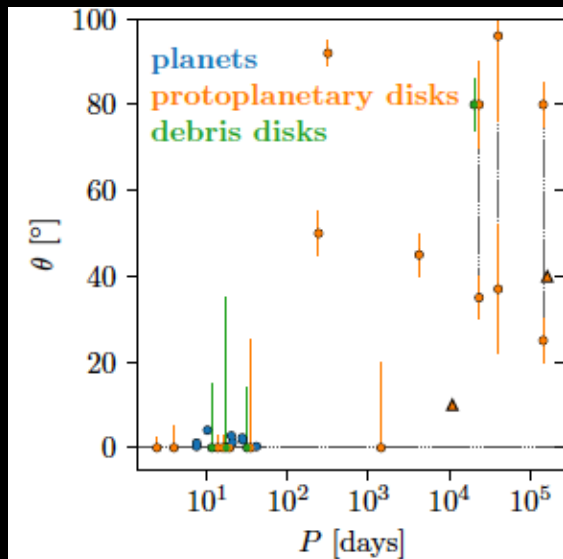 100
80
60
40
20
0
θ [°]
planets
protoplanetary disks
debris disks
10¹ 10² 10³ 10⁴ 10⁵
P [days]